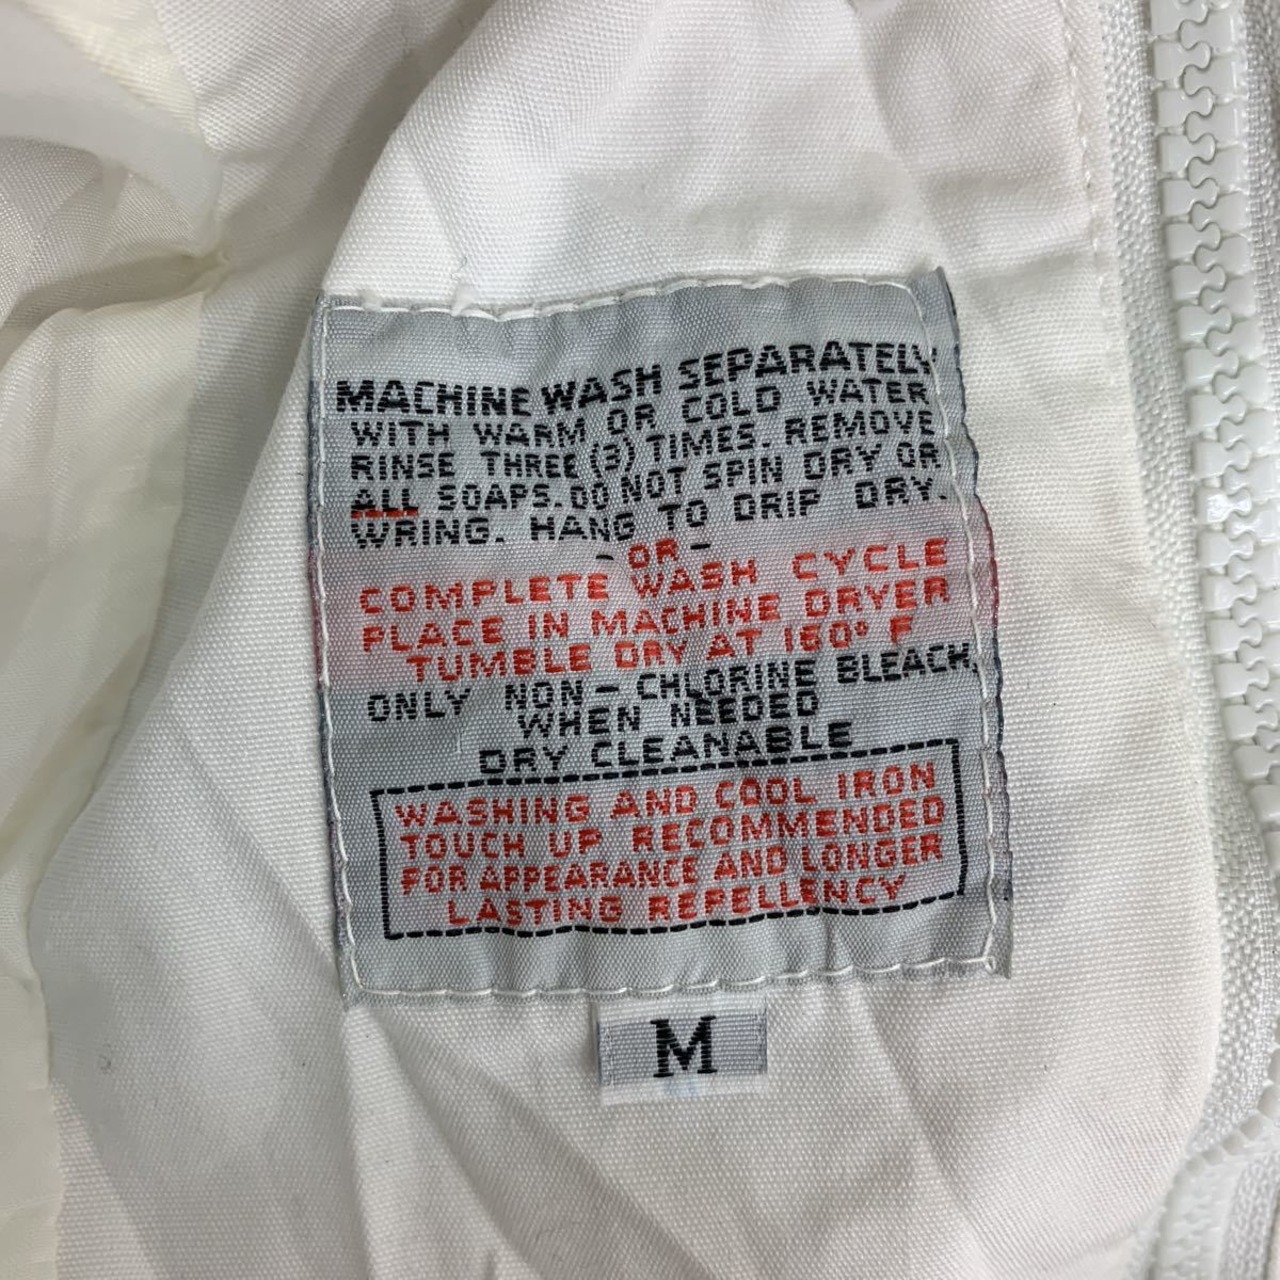 MACHINE WASH SEPARATELY
WITH WARM OR COLD WATER
RINSE THREE (3) TIMES. REMOVE
ALL SOAPS. DO NOT SPIN DRY OR
WRING. HANG TO DRIP DRY.
- OR -
COMPLETE WASH CYCLE
PLACE IN MACHINE DRYER
TUMBLE DRY AT 160° F
ONLY NON-CHLORINE BLEACH,
WHEN NEEDED
DRY CLEANABLE
WASHING AND COOL IRON
TOUCH UP RECOMMENDED
FOR APPEARANCE AND LONGER
LASTING REPELLENCY
M